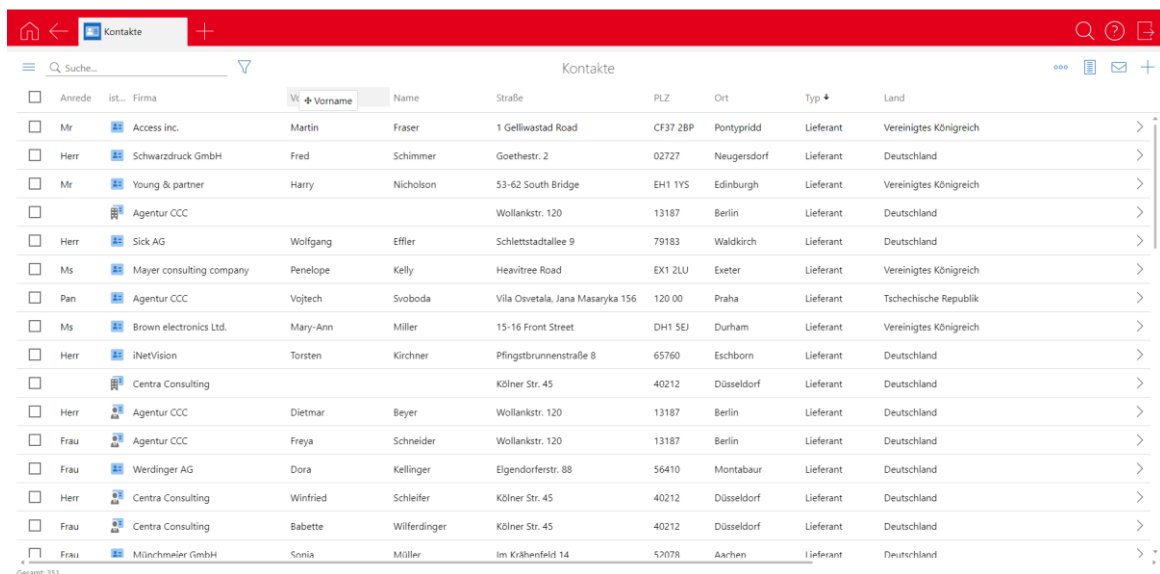 Kontakte
Suche... Kontakte ooo
Anrede ist... Firma Vo Vorname Name Straße PLZ Ort Typ Land
Mr Access inc. Martin Fraser 1 Gelliwastad Road CF37 2BP Pontypridd Lieferant Vereinigtes Königreich
Herr Schwarzdruck GmbH Fred Schimmer Goethestr. 2 02727 Neugersdorf Lieferant Deutschland
Mr Young & partner Harry Nicholson 53-62 South Bridge EH1 1YS Edinburgh Lieferant Vereinigtes Königreich
Agentur CCC Wollankstr. 120 13187 Berlin Lieferant Deutschland
Herr Sick AG Wolfgang Effler Schlettstadtallee 9 79183 Waldkirch Lieferant Deutschland
Ms Mayer consulting company Penelope Kelly Heavitree Road EX1 2LU Exeter Lieferant Vereinigtes Königreich
Pan Agentur CCC Vojtech Svoboda Vila Osvetala, Jana Masaryka 156 120 00 Praha Lieferant Tschechische Republik
Ms Brown electronics Ltd. Mary-Ann Miller 15-16 Front Street DH1 5EJ Durham Lieferant Vereinigtes Königreich
Herr iNetVision Torsten Kirchner Pfingstbrunnenstraße 8 65760 Eschborn Lieferant Deutschland
Centra Consulting Kölner Str. 45 40212 Düsseldorf Lieferant Deutschland
Herr Agentur CCC Dietmar Beyer Wollankstr. 120 13187 Berlin Lieferant Deutschland
Frau Agentur CCC Freya Schneider Wollankstr. 120 13187 Berlin Lieferant Deutschland
Frau Werdinger AG Dora Kellinger Elgendorferstr. 88 56410 Montabaur Lieferant Deutschland
Herr Centra Consulting Winfried Schleifer Kölner Str. 45 40212 Düsseldorf Lieferant Deutschland
Frau Centra Consulting Babette Wilferdinger Kölner Str. 45 40212 Düsseldorf Lieferant Deutschland
Frau Münchmeier GmbH Sonja Müller Im Krähenfeld 14 52078 Aachen Lieferant Deutschland
Gesamt: 351